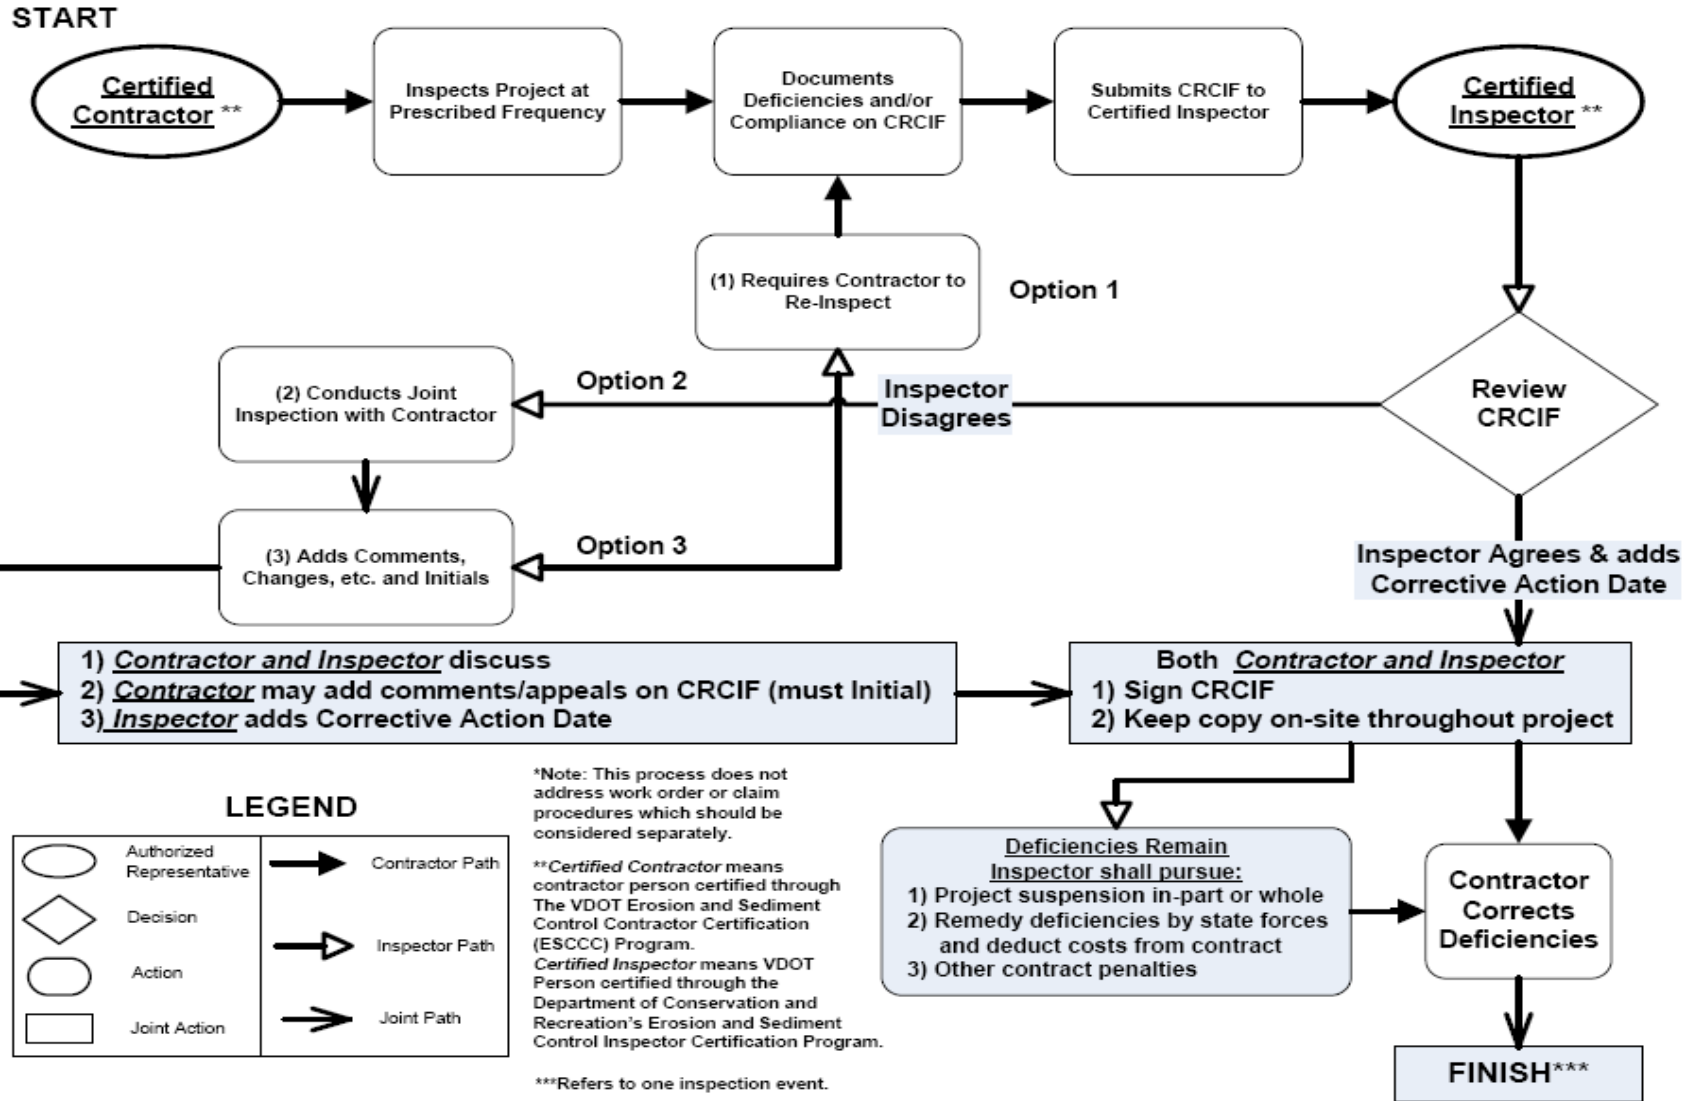 START
Certified
Contractor **
Inspects Project at
Prescribed Frequency
Documents
Deficiencies and/or
Compliance on CRCIF
Submits CRCIF to
Certified Inspector
Certified
Inspector **
(1) Requires Contractor to
Re-Inspect
Option 1
(2) Conducts Joint
Inspection with Contractor
Option 2
Inspector
Disagrees
Review
CRCIF
(3) Adds Comments,
Changes, etc. and Initials
Option 3
Inspector Agrees & adds
Corrective Action Date
1) Contractor and Inspector discuss
2) Contractor may add comments/appeals on CRCIF (must Initial)
3) Inspector adds Corrective Action Date
Both Contractor and Inspector
1) Sign CRCIF
2) Keep copy on-site throughout project
LEGEND
Authorized
Representative
Decision
Action
Joint Action
Contractor Path
Inspector Path
Joint Path
*Note: This process does not
address work order or claim
procedures which should be
considered separately.
**Certified Contractor means
contractor person certified through
The VDOT Erosion and Sediment
Control Contractor Certification
(ESCCC) Program.
Certified Inspector means VDOT
Person certified through the
Department of Conservation and
Recreation's Erosion and Sediment
Control Inspector Certification Program.
***Refers to one inspection event.
Deficiencies Remain
Inspector shall pursue:
1) Project suspension in-part or whole
2) Remedy deficiencies by state forces
and deduct costs from contract
3) Other contract penalties
Contractor
Corrects
Deficiencies
FINISH***